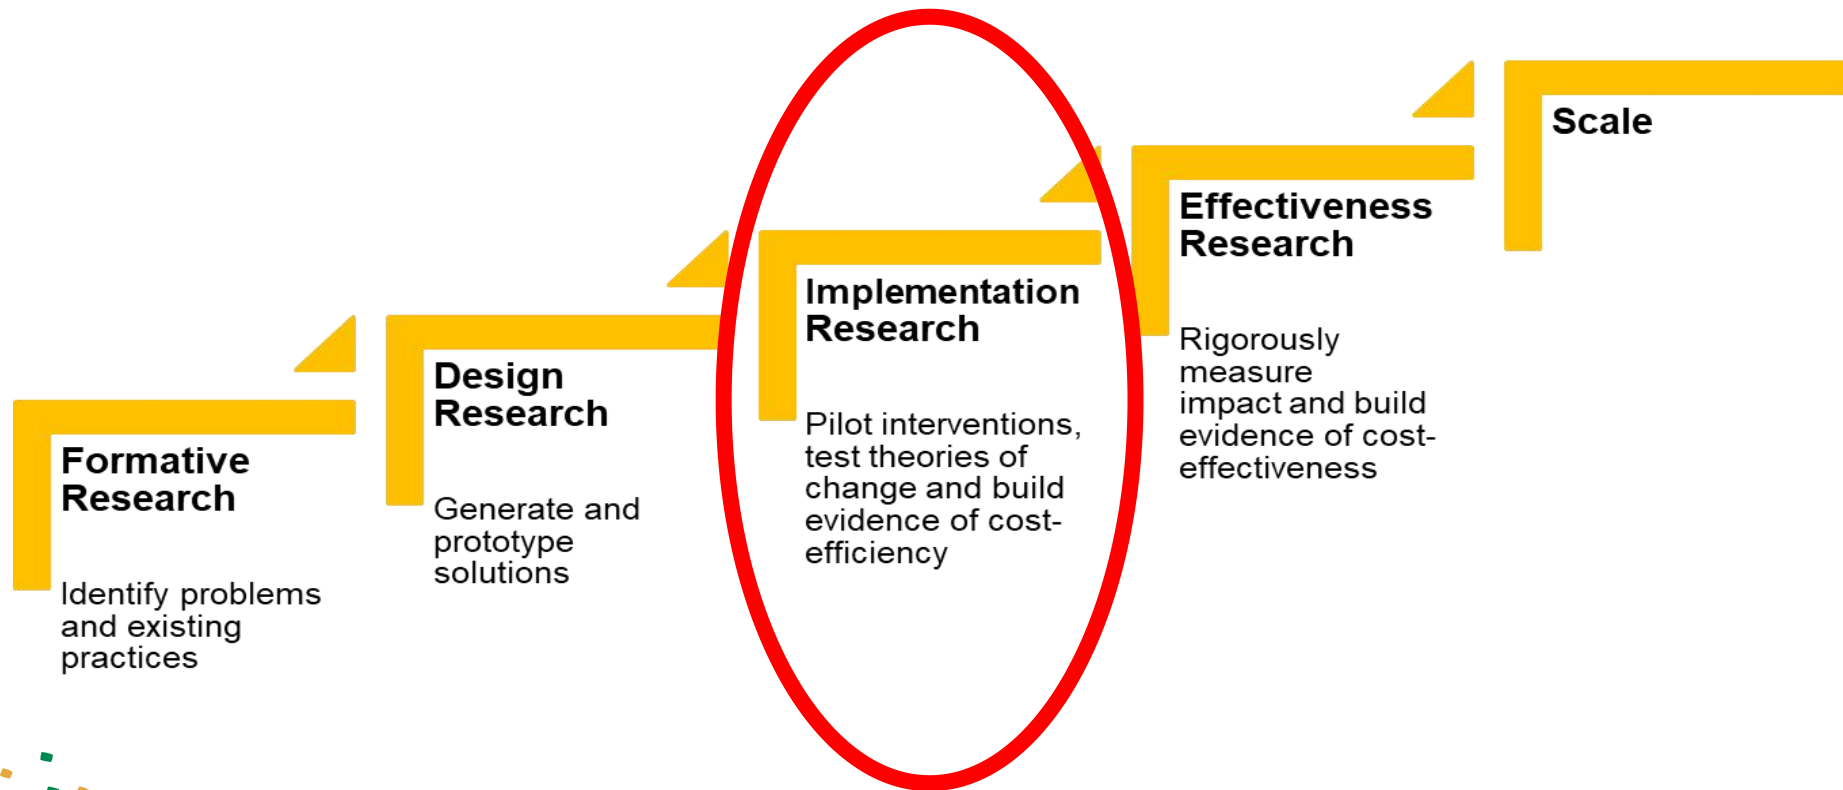 Formative
Research
Identify problems
and existing
practices
Design
Research
Generate and
prototype
solutions
Implementation
Research
Pilot interventions,
test theories of
change and build
evidence of cost-
efficiency
Effectiveness
Research
Rigorously
measure
impact and build
evidence of cost-
effectiveness
Scale